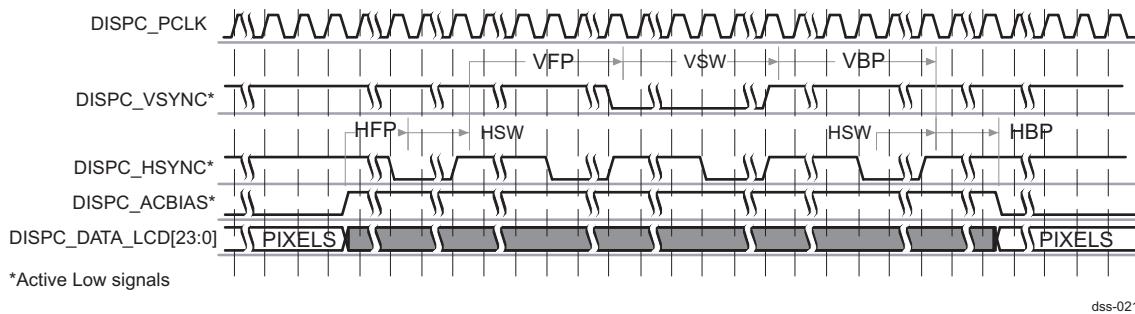 DISPC_PCLK
VFP VSW VBP
DISPC_VSYNC*
HFP HSW HSW HBP
DISPC_HSYNC*
DISPC_ACBIAS*
DISPC_DATA_LCD[23:0] PIXELS PIXELS
*Active Low signals
dss-021